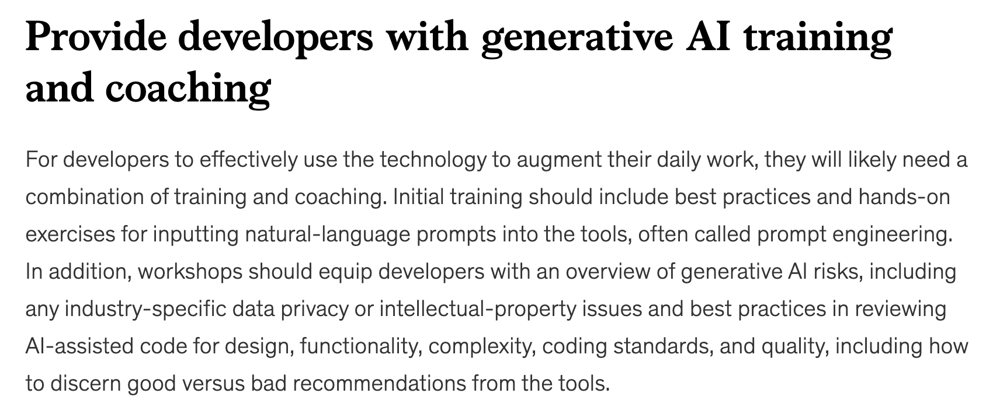 Provide developers with generative AI training
and coaching
For developers to effectively use the technology to augment their daily work, they will likely need a
combination of training and coaching. Initial training should include best practices and hands-on
exercises for inputting natural-language prompts into the tools, often called prompt engineering.
In addition, workshops should equip developers with an overview of generative AI risks, including
any industry-specific data privacy or intellectual-property issues and best practices in reviewing
AI-assisted code for design, functionality, complexity, coding standards, and quality, including how
to discern good versus bad recommendations from the tools.